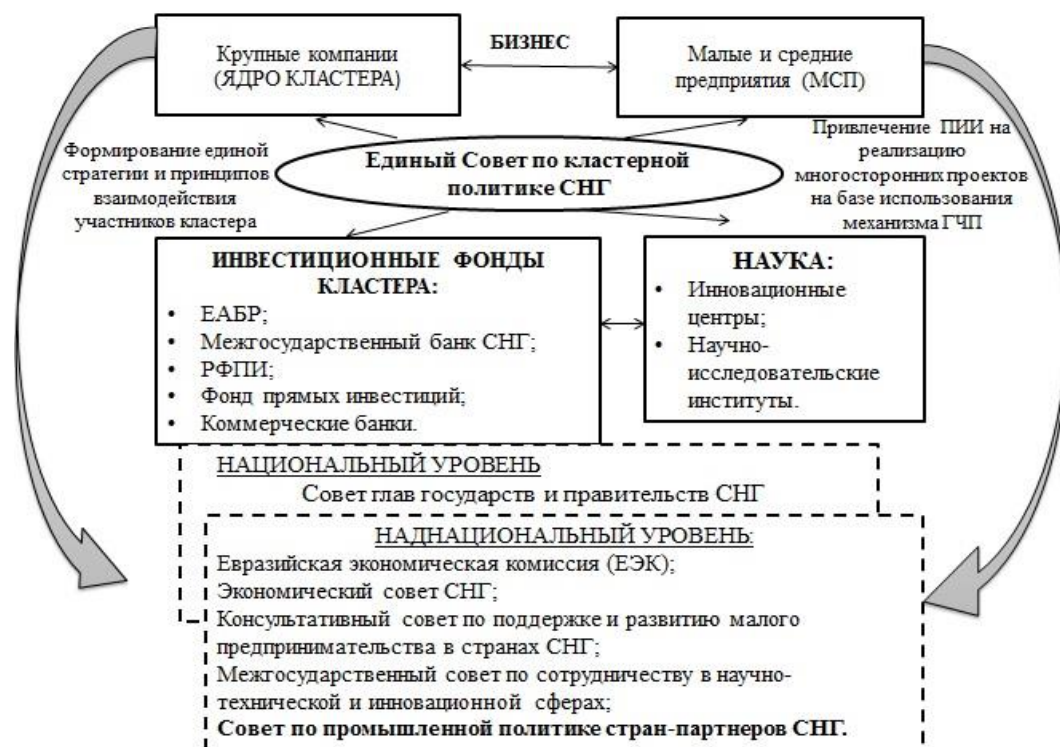 Крупные компании
(ЯДРО КЛАСТЕРА)
БИЗНЕС
Малые и средние
предприятия (МСП)
Формирование единой
стратегии и принципов
взаимодействия
участников кластера
Единый Совет по кластерной
политике СНГ
Привлечение ПИИ на
реализацию
многосторонних проектов
на базе использования
механизма ГЧП
ИНВЕСТИЦИОННЫЕ ФОНДЫ
КЛАСТЕРА:
• ЕАБР;
• Межгосударственный банк СНГ;
• РФПИ;
• Фонд прямых инвестиций;
• Коммерческие банки.
НАУКА:
• Инновационные
центры;
• Научно-
исследовательские
институты.
НАЦИОНАЛЬНЫЙ УРОВЕНЬ
Совет глав государств и правительств СНГ
НАДНАЦИОНАЛЬНЫЙ УРОВЕНЬ:
Евразийская экономическая комиссия (ЕЭК);
Экономический совет СНГ;
Консультативный совет по поддержке и развитию малого
предпринимательства в странах СНГ;
Межгосударственный совет по сотрудничеству в научно-
технической и инновационной сферах;
Совет по промышленной политике стран-партнеров СНГ.